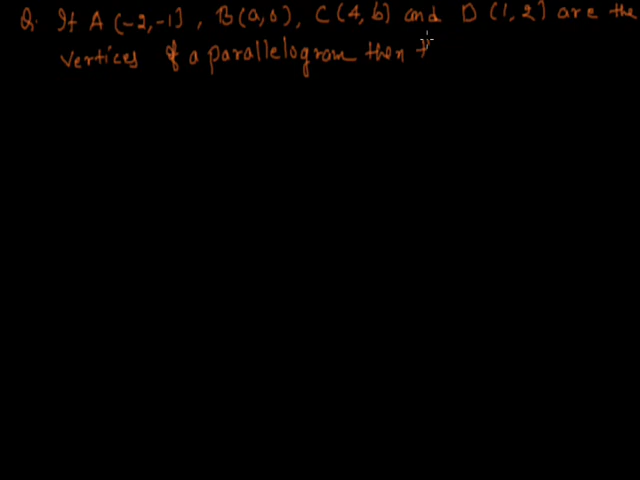 Q. If A (-2,-1), B(a,0), C(4,b) and D (1,2) are the
vertices of a parallelogram then